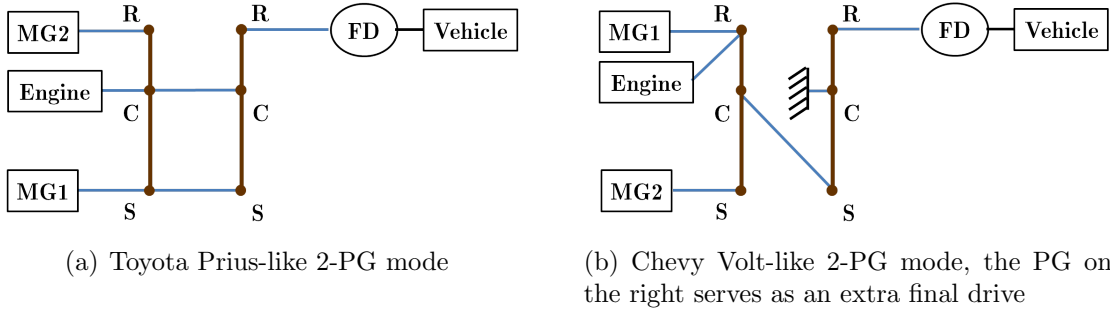 R
R
MG2
FD
Vehicle
Engine
C
C
MG1
S
S
(a) Toyota Prius-like 2-PG mode
R
R
MG1
FD
Vehicle
Engine
C
C
MG2
S
S
(b) Chevy Volt-like 2-PG mode, the PG on
the right serves as an extra final drive